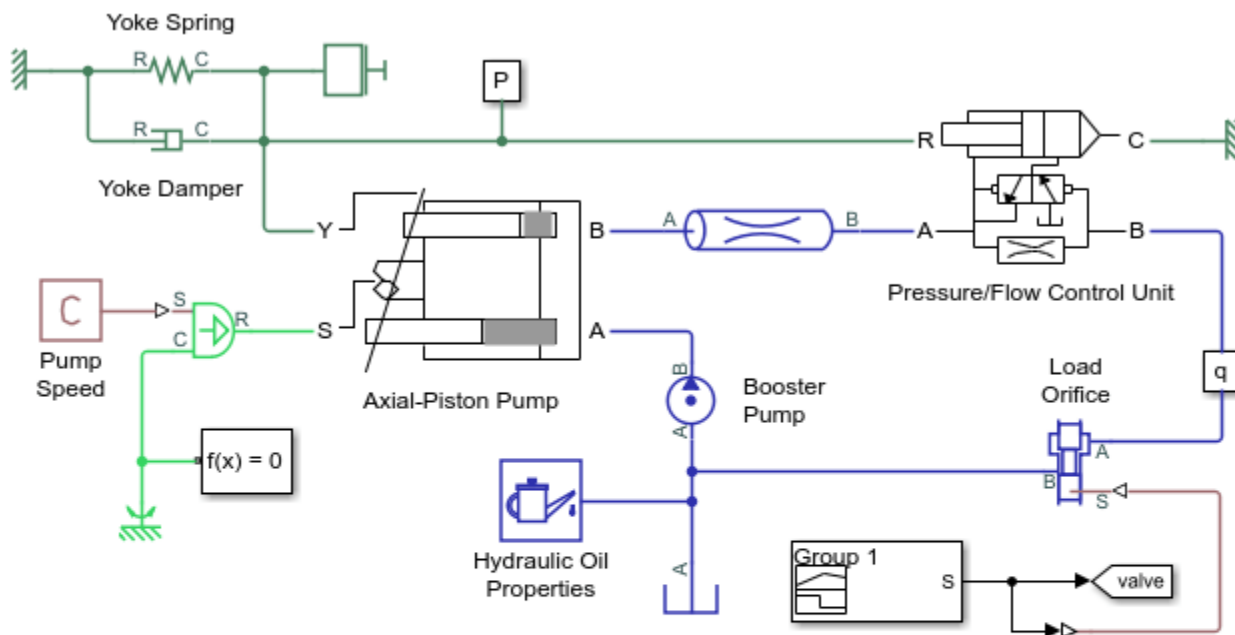 Yoke Spring
R
C
P
R
C
R
C
Yoke Damper
Y
B
A
B
A
B
Pressure/Flow Control Unit
C
S
R
C
S
A
Pump
Speed
Axial-Piston Pump
B
A
Booster
Pump
Load
Orifice
q
f(x) = 0
A
B
S
Hydraulic Oil
Properties
A
Group 1
S
valve